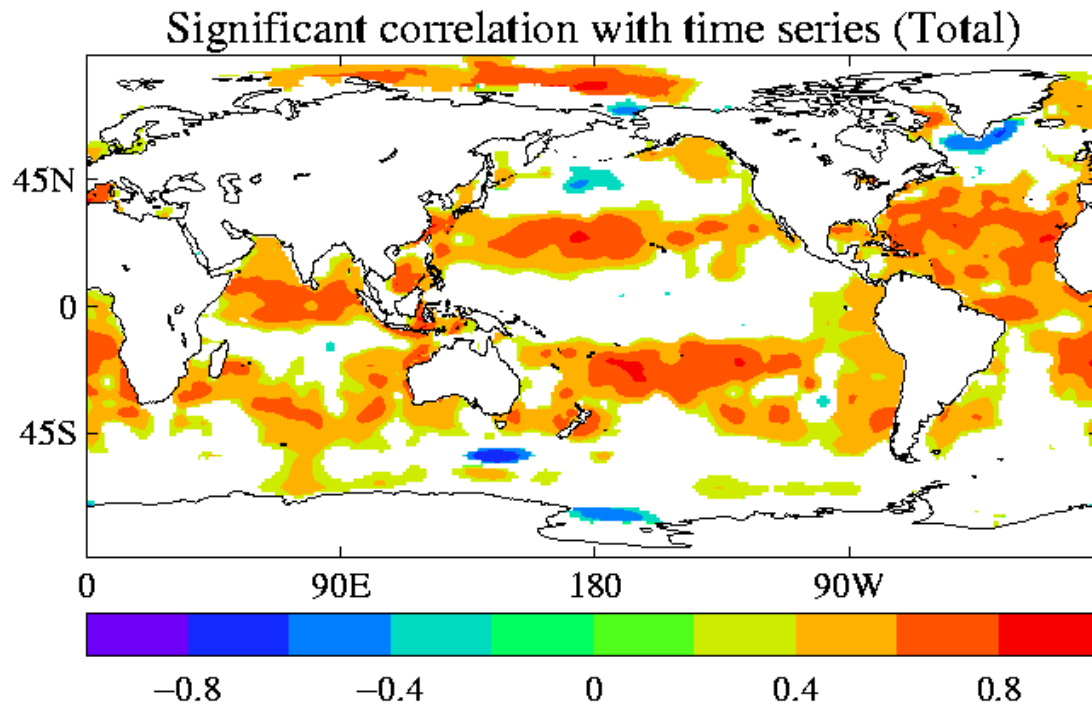 Significant correlation with time series (Total)
45N
0
45S
0 90E 180 90W
−0.8 −0.4 0 0.4 0.8